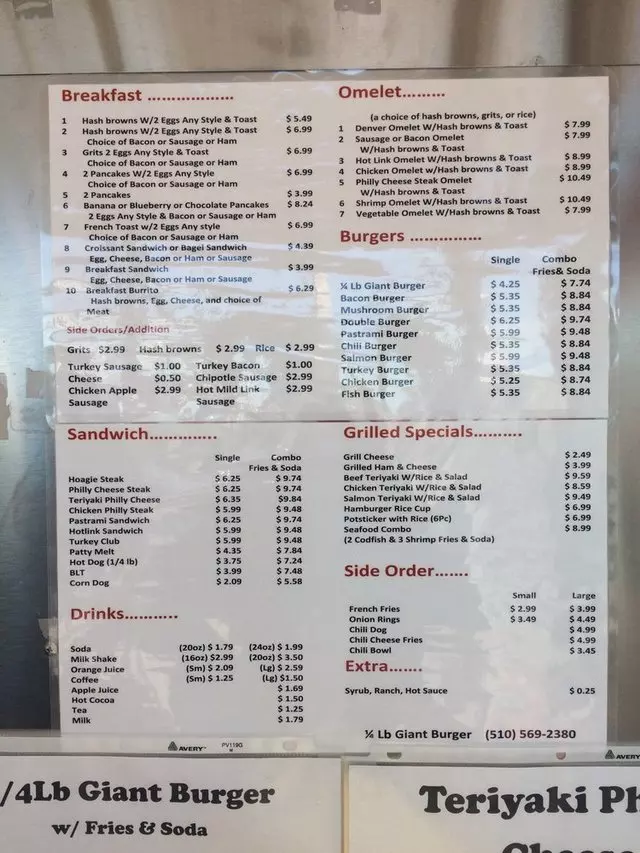 Breakfast ………………
1 Hash browns W/2 Eggs Any Style & Toast $ 5.49
2 Hash browns W/2 Eggs Any Style & Toast $ 6.99
Choice of Bacon or Sausage or Ham
3 Grits 2 Eggs Any Style & Toast $ 6.99
Choice of Bacon or Sausage or Ham
4 2 Pancakes W/2 Eggs Any Style $ 6.99
Choice of Bacon or Sausage or Ham
5 2 Pancakes $ 3.99
6 Banana or Blueberry or Chocolate Pancakes $ 8.24
2 Eggs Any Style & Bacon or Sausage or Ham
7 French Toast w/2 Eggs Any style $ 6.99
Choice of Bacon or Sausage or Ham
8 Croissant Sandwich or Bagel Sandwich $ 4.39
Egg, Cheese, Bacon or Ham or Sausage
9 Breakfast Sandwich $ 3.99
Egg, Cheese, Bacon or Ham or Sausage
10 Breakfast Burrito $ 6.29
Hash browns, Egg, Cheese, and choice of
Meat
Side Orders/Addition
Grits $2.99 Hash browns $ 2.99 Rice $ 2.99
Turkey Sausage $1.00 Turkey Bacon $1.00
Cheese $0.50 Chipotle Sausage $2.99
Chicken Apple $2.99 Hot Mild Link $2.99
Sausage Sausage
Omelet………
(a choice of hash browns, grits, or rice)
1 Denver Omelet W/Hash browns & Toast $ 7.99
2 Sausage or Bacon Omelet $ 7.99
W/Hash browns & Toast
3 Hot Link Omelet W/Hash browns & Toast $ 8.99
4 Chicken Omelet W/Hash browns & Toast $ 8.99
5 Philly Cheese Steak Omelet $ 10.49
W/Hash browns & Toast
6 Shrimp Omelet W/Hash browns & Toast $ 10.49
7 Vegetable Omelet W/Hash browns & Toast $ 7.99
Burgers ……………
Single Combo
Fries& Soda
¼ Lb Giant Burger $ 4.25 $ 7.74
Bacon Burger $ 5.35 $ 8.84
Mushroom Burger $ 5.35 $ 8.84
Double Burger $ 6.25 $ 9.74
Pastrami Burger $ 5.99 $ 9.48
Chili Burger $ 5.35 $ 8.84
Salmon Burger $ 5.99 $ 9.48
Turkey Burger $ 5.35 $ 8.84
Chicken Burger $ 5.25 $ 8.74
Fish Burger $ 5.35 $ 8.84
Sandwich………….
Single Combo
Fries & Soda
Hoagie Steak $ 6.25 $ 9.74
Philly Cheese Steak $ 6.25 $ 9.74
Teriyaki Philly Cheese $ 6.35 $9.84
Chicken Philly Steak $ 5.99 $ 9.48
Pastrami Sandwich $ 6.25 $ 9.74
Hotlink Sandwich $ 5.99 $ 9.48
Turkey Club $ 5.99 $ 9.48
Patty Melt $ 4.35 $ 7.84
Hot Dog (1/4 lb) $ 3.75 $ 7.24
BLT $ 3.99 $ 7.48
Corn Dog $ 2.09 $ 5.58
Drinks………..
Soda (20oz) $ 1.79 (24oz) $ 1.99
Milk Shake (16oz) $2.99 (20oz) $ 3.50
Orange Juice (Sm) $ 2.09 (Lg) $ 2.59
Coffee (Sm) $ 1.25 (Lg) $1.50
Apple Juice $ 1.69
Hot Cocoa $ 1.50
Tea $ 1.25
Milk $ 1.79
Grilled Specials……….
Grill Cheese $ 2.49
Grilled Ham & Cheese $ 3.99
Beef Teriyaki W/Rice & Salad $ 9.59
Chicken Teriyaki W/Rice & Salad $ 8.59
Salmon Teriyaki W/Rice & Salad $ 9.49
Hamburger Rice Cup $ 6.99
Potsticker with Rice (6Pc) $ 6.99
Seafood Combo $ 8.99
(2 Codfish & 3 Shrimp Fries & Soda)
Side Order…….
Small Large
French Fries $ 2.99 $ 3.99
Onion Rings $ 3.49 $ 4.49
Chili Dog $ 4.99
Chili Cheese Fries $ 4.99
Chili Bowl $ 3.45
Extra…….
Syrub, Ranch, Hot Sauce $ 0.25
¼ Lb Giant Burger (510) 569-2380
AVERY PV119G
AVERY
/4Lb Giant Burger
w/ Fries & Soda
Teriyaki Ph
Cheese